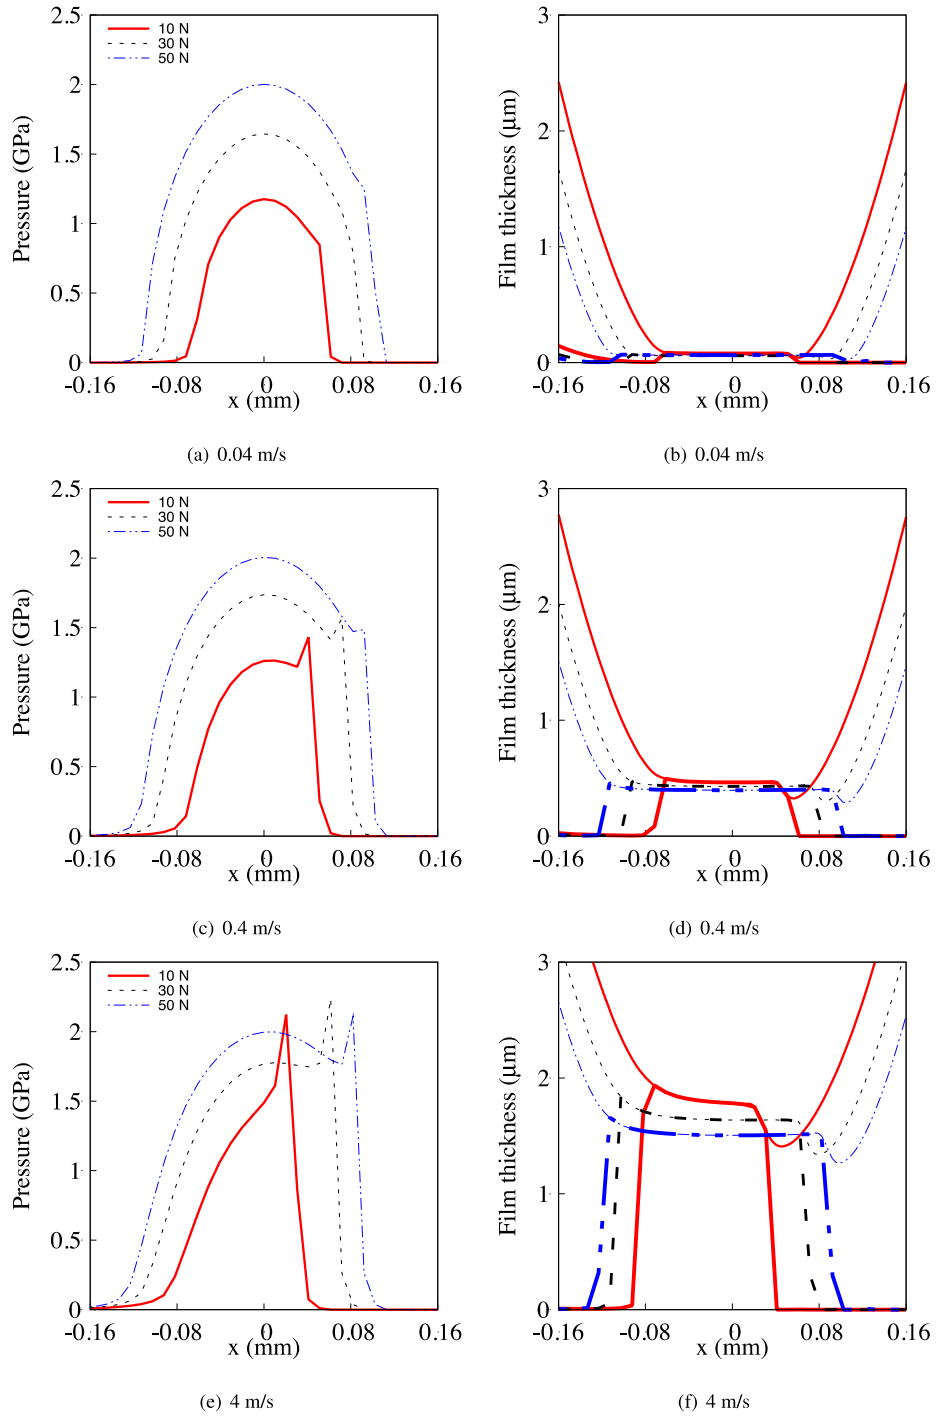 2.5
2
1.5
1
0.5
0
Pressure (GPa)
10 N
30 N
50 N
-0.16 -0.08 0 0.08 0.16
x (mm)
(a) 0.04 m/s
3
2
1
0
Film thickness (μm)
-0.16 -0.08 0 0.08 0.16
x (mm)
(b) 0.04 m/s
2.5
2
1.5
1
0.5
0
Pressure (GPa)
10 N
30 N
50 N
-0.16 -0.08 0 0.08 0.16
x (mm)
(c) 0.4 m/s
3
2
1
0
Film thickness (μm)
-0.16 -0.08 0 0.08 0.16
x (mm)
(d) 0.4 m/s
2.5
2
1.5
1
0.5
0
Pressure (GPa)
10 N
30 N
50 N
-0.16 -0.08 0 0.08 0.16
x (mm)
(e) 4 m/s
3
2
1
0
Film thickness (μm)
-0.16 -0.08 0 0.08 0.16
x (mm)
(f) 4 m/s